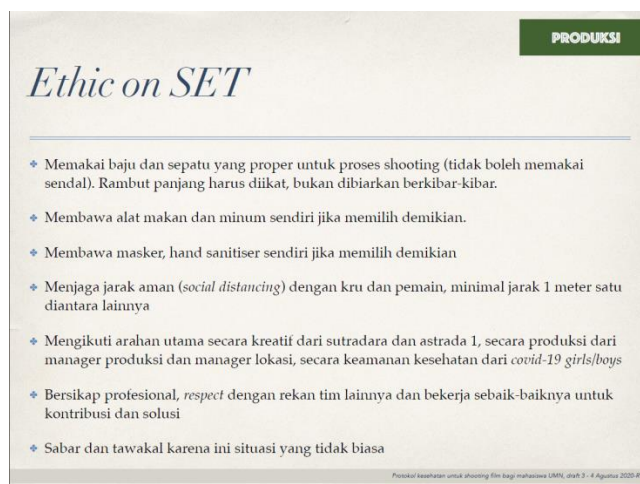 PRODUKSI
Ethic on SET
Memakai baju dan sepatu yang proper untuk proses shooting (tidak boleh memakai
sendal). Rambut panjang harus diikat, bukan dibiarkan berkibar-kibar.
Membawa alat makan dan minum sendiri jika memilih demikian.
Membawa masker, hand sanitiser sendiri jika memilih demikian
Menjaga jarak aman (social distancing) dengan kru dan pemain, minimal jarak 1 meter satu
diantara lainnya
Mengikuti arahan utama secara kreatif dari sutradara dan astrada 1, secara produksi dari
manager produksi dan manager lokasi, secara keamanan kesehatan dari covid-19 girls/boys
Bersikap profesional, respect dengan rekan tim lainnya dan bekerja sebaik-baiknya untuk
kontribusi dan solusi
Sabar dan tawakal karena ini situasi yang tidak biasa
Protokol kesehatan untuk shooting film bagi mahasiswa UMN, draft 3 - 4 Agustus 2020-R